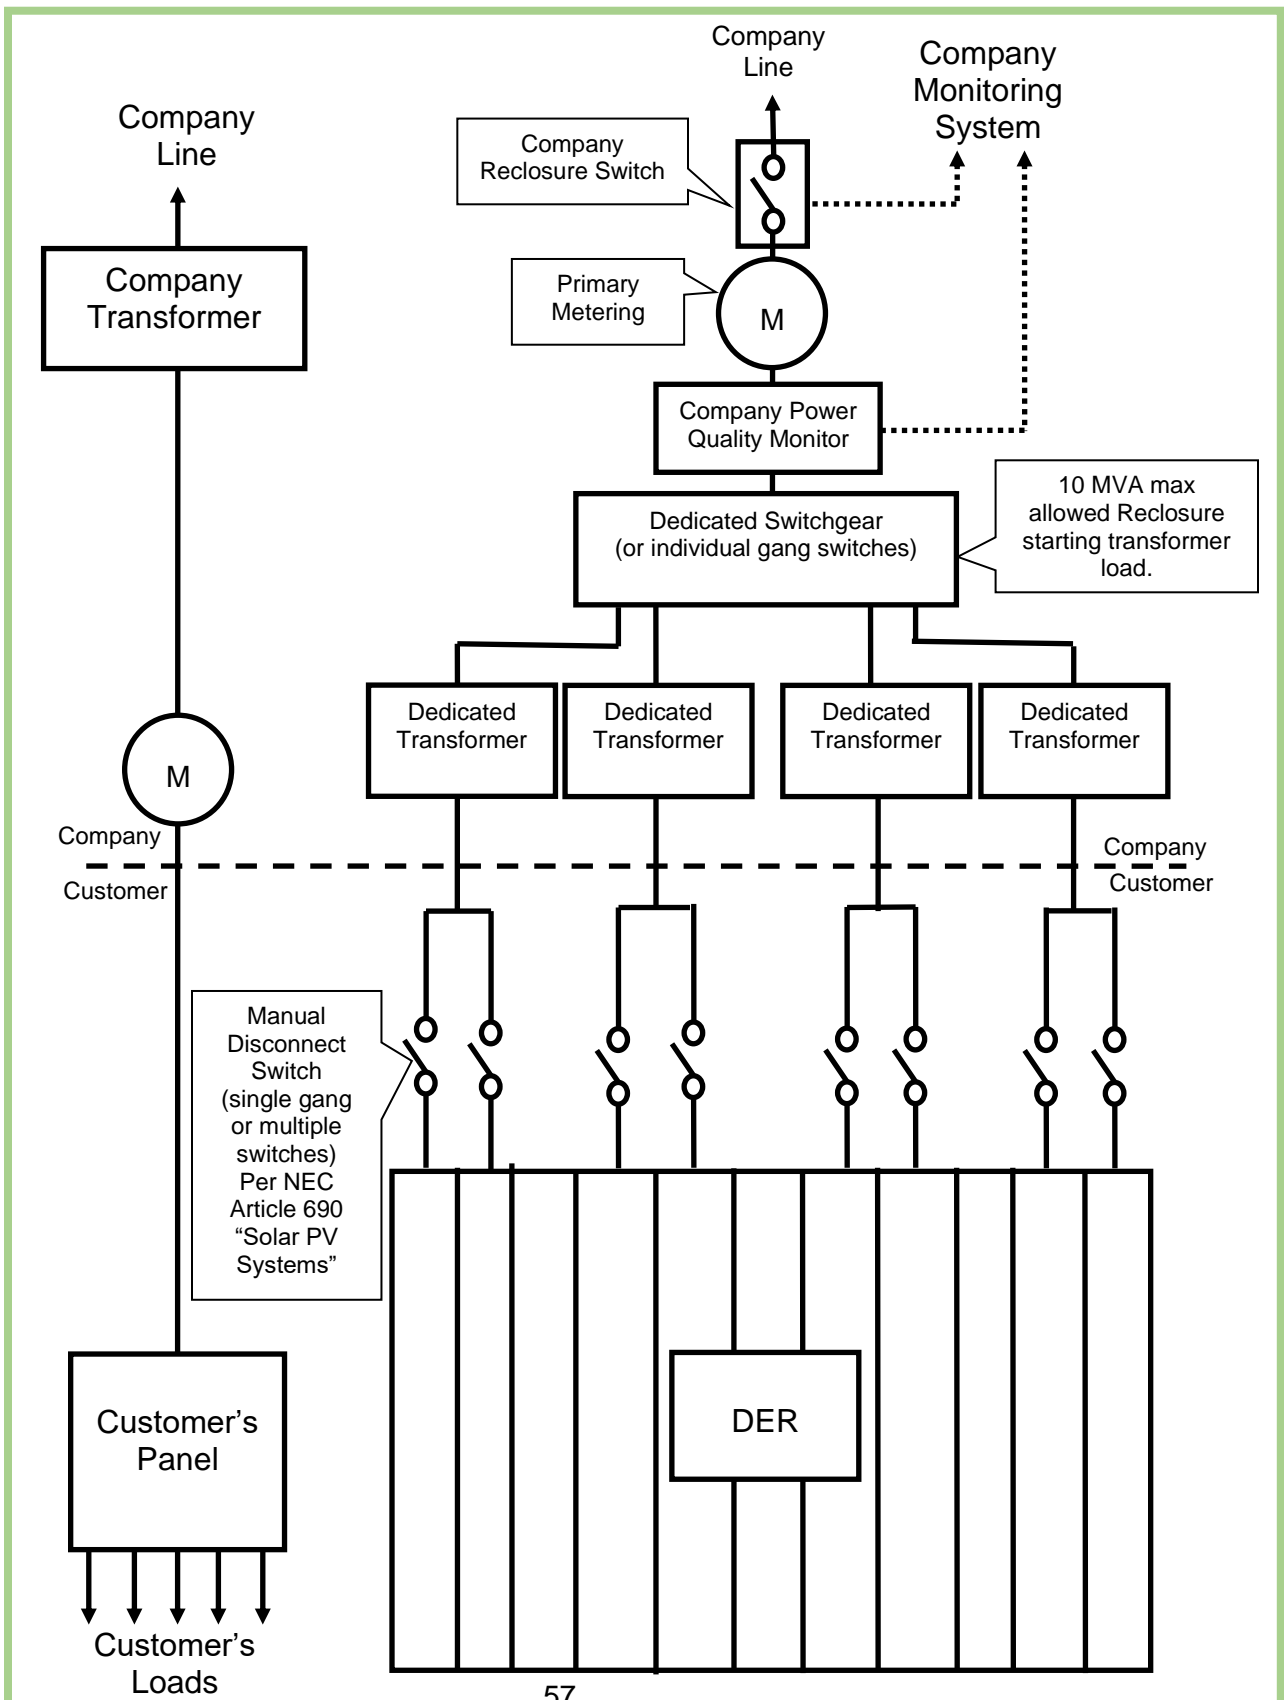 Company
Line
Company
Monitoring
System
Company
Line
Company
Reclosure Switch
Company
Transformer
Primary
Metering
M
Company Power
Quality Monitor
10 MVA max
allowed Reclosure
starting transformer
load.
Dedicated Switchgear
(or individual gang switches)
Dedicated
Transformer
Dedicated
Transformer
Dedicated
Transformer
Dedicated
Transformer
M
Company
Customer
Company
Customer
Manual
Disconnect
Switch
(single gang
or multiple
switches)
Per NEC
Article 690
“Solar PV
Systems”
Customer’s
Panel
DER
Customer’s
Loads
57